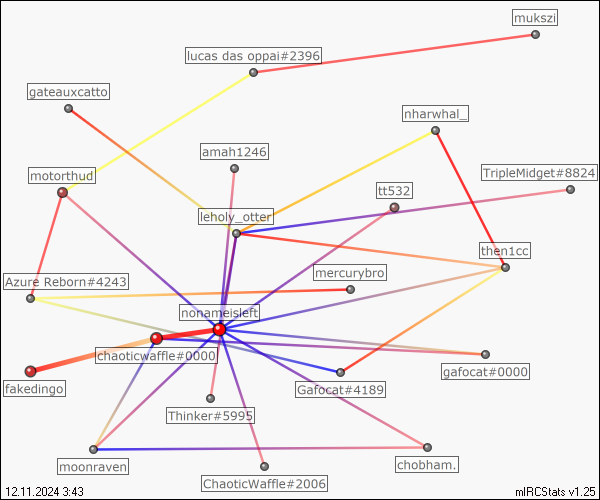 mukszi
lucas das oppai#2396
gateauxcatto
nharwhal_
amah1246
motorthud
TripleMidget#8824
tt532
leholy_otter
then1cc
mercurybro
Azure Reborn#4243
nonameisleft
chaoticwaffle#0000
gafocat#0000
fakedingo
Gafocat#4189
Thinker#5995
moonraven
chobham.
ChaoticWaffle#2006
12.11.2024 3:43
mIRCStats v1.25